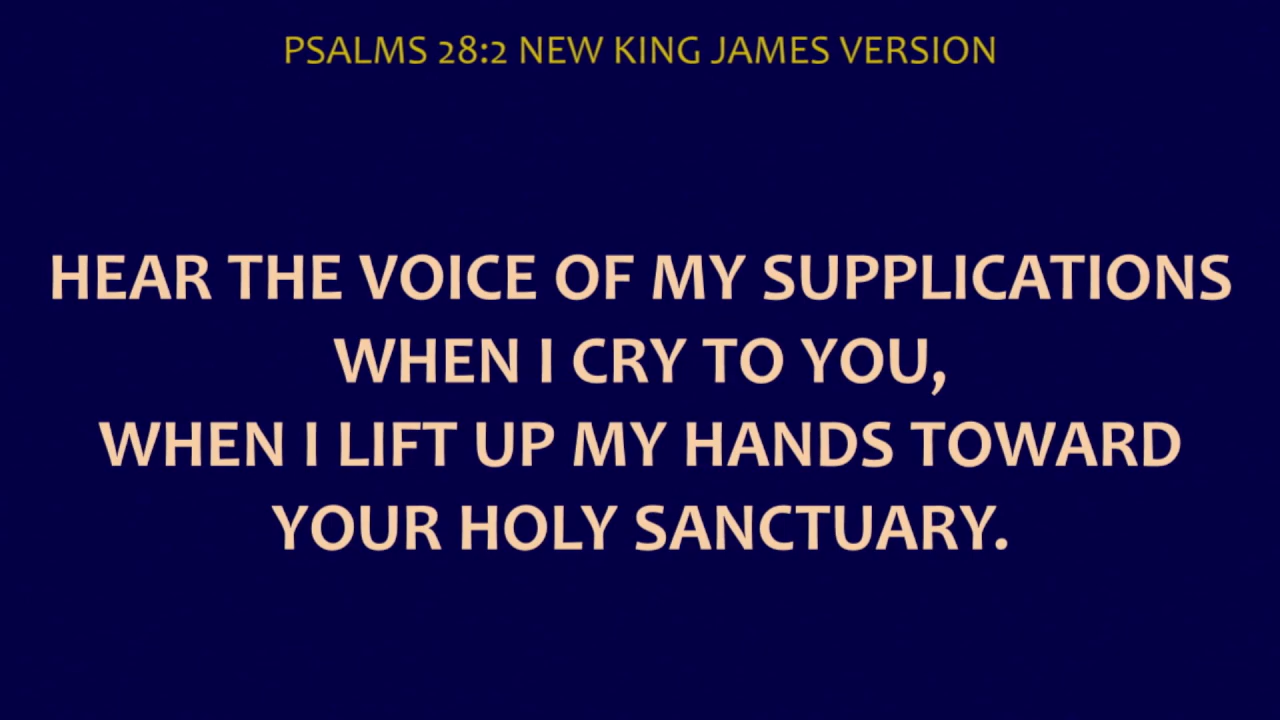 PSALMS 28:2 NEW KING JAMES VERSION
HEAR THE VOICE OF MY SUPPLICATIONS
WHEN I CRY TO YOU,
WHEN I LIFT UP MY HANDS TOWARD
YOUR HOLY SANCTUARY.